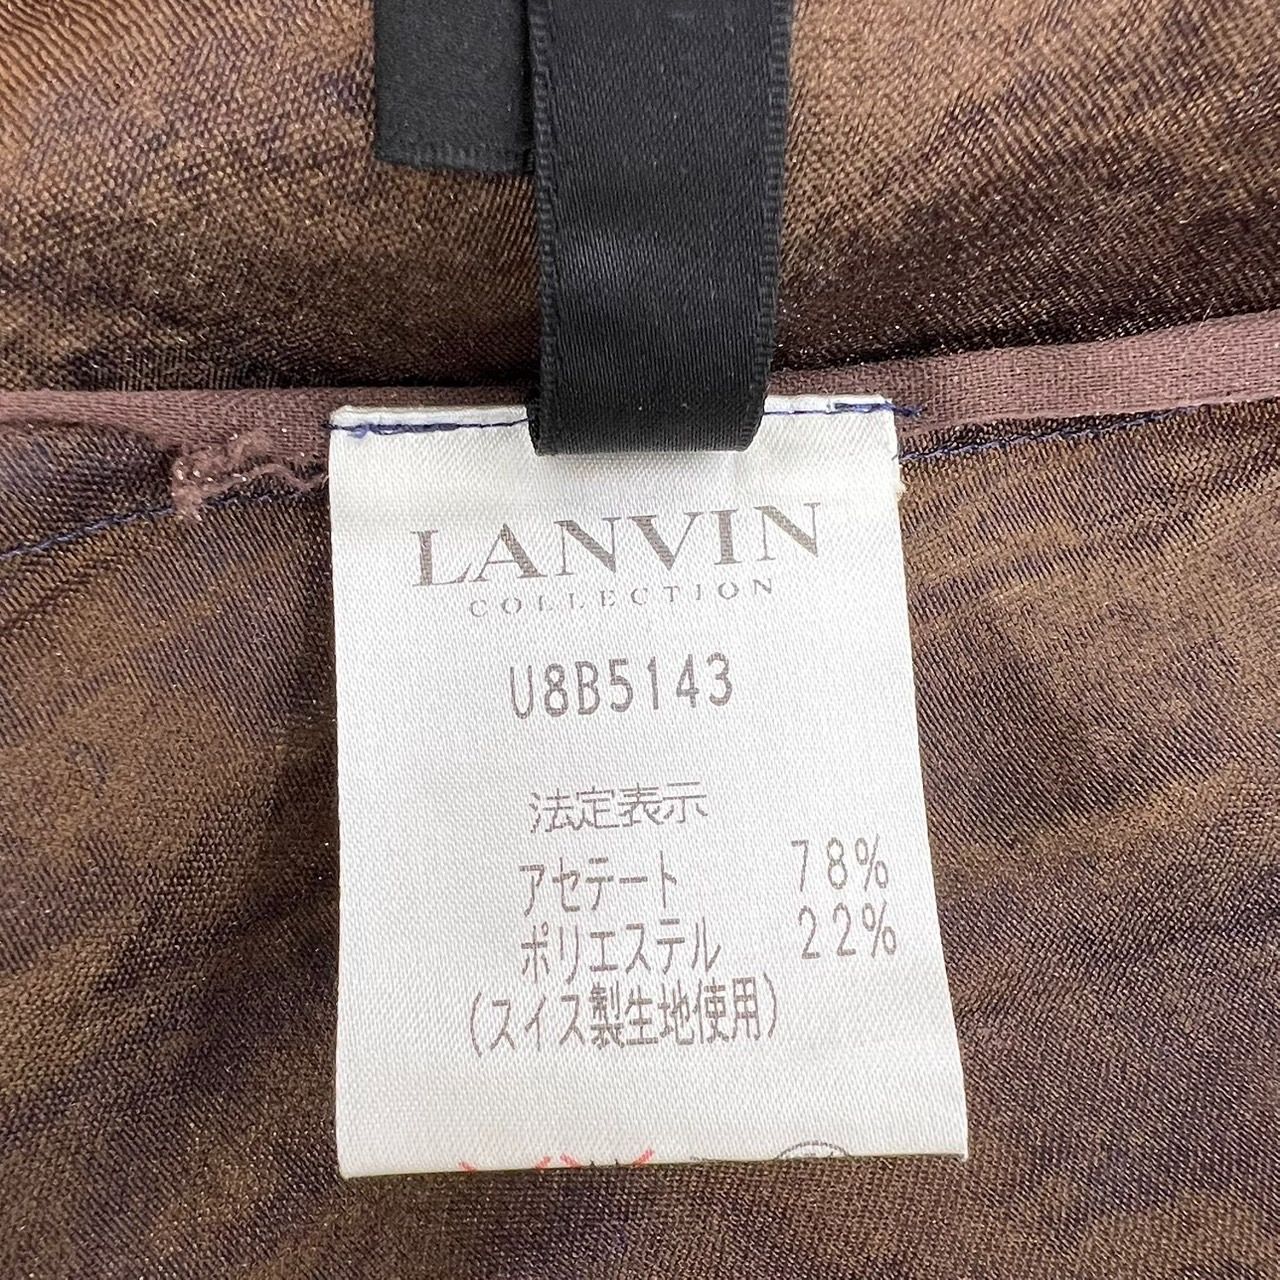 LANVIN
COLLECTION
U8B5143
法定表示
アセテート 78%
ポリエステル 22%
(スイス製生地使用)